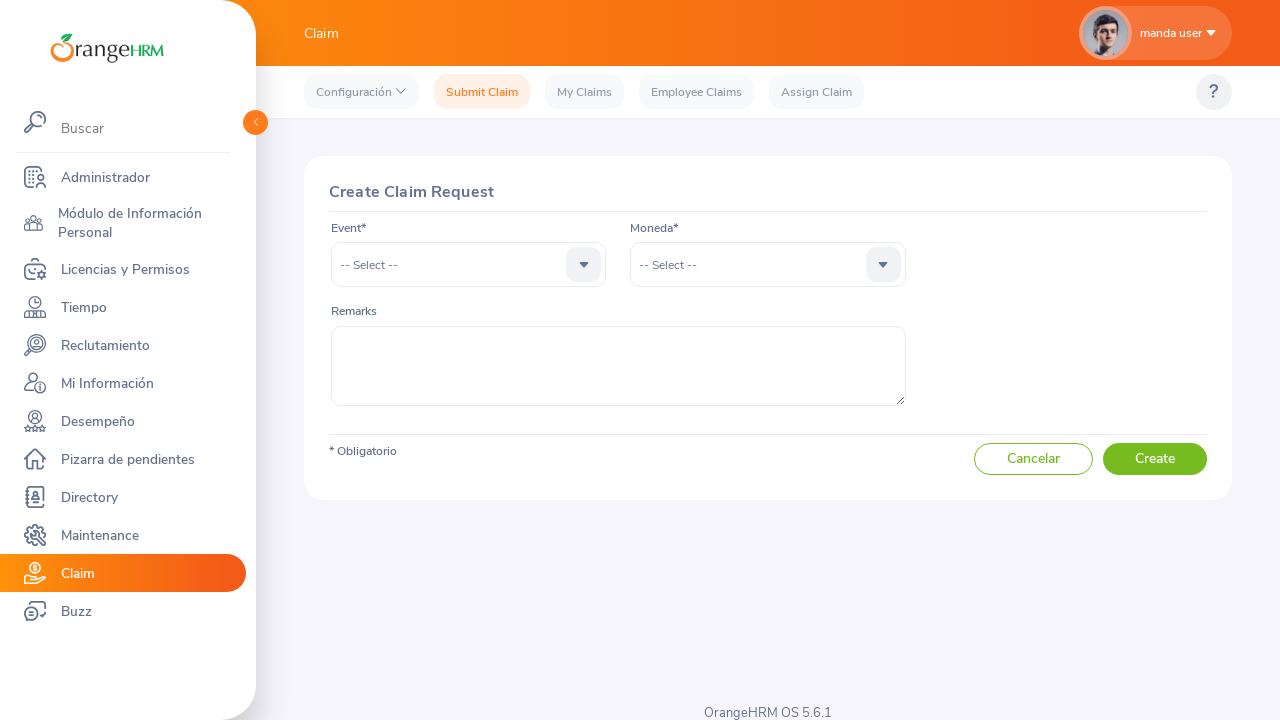 OrangeHRM
Claim
manda user
Configuración
Submit Claim
My Claims
Employee Claims
Assign Claim
?
Buscar
Administrador
Módulo de Información
Personal
Licencias y Permisos
Tiempo
Reclutamiento
Mi Información
Desempeño
Pizarra de pendientes
Directory
Maintenance
Claim
Buzz
Create Claim Request
Event*
Moneda*
-- Select --
-- Select --
Remarks
* Obligatorio
Cancelar
Create
OrangeHRM OS 5.6.1